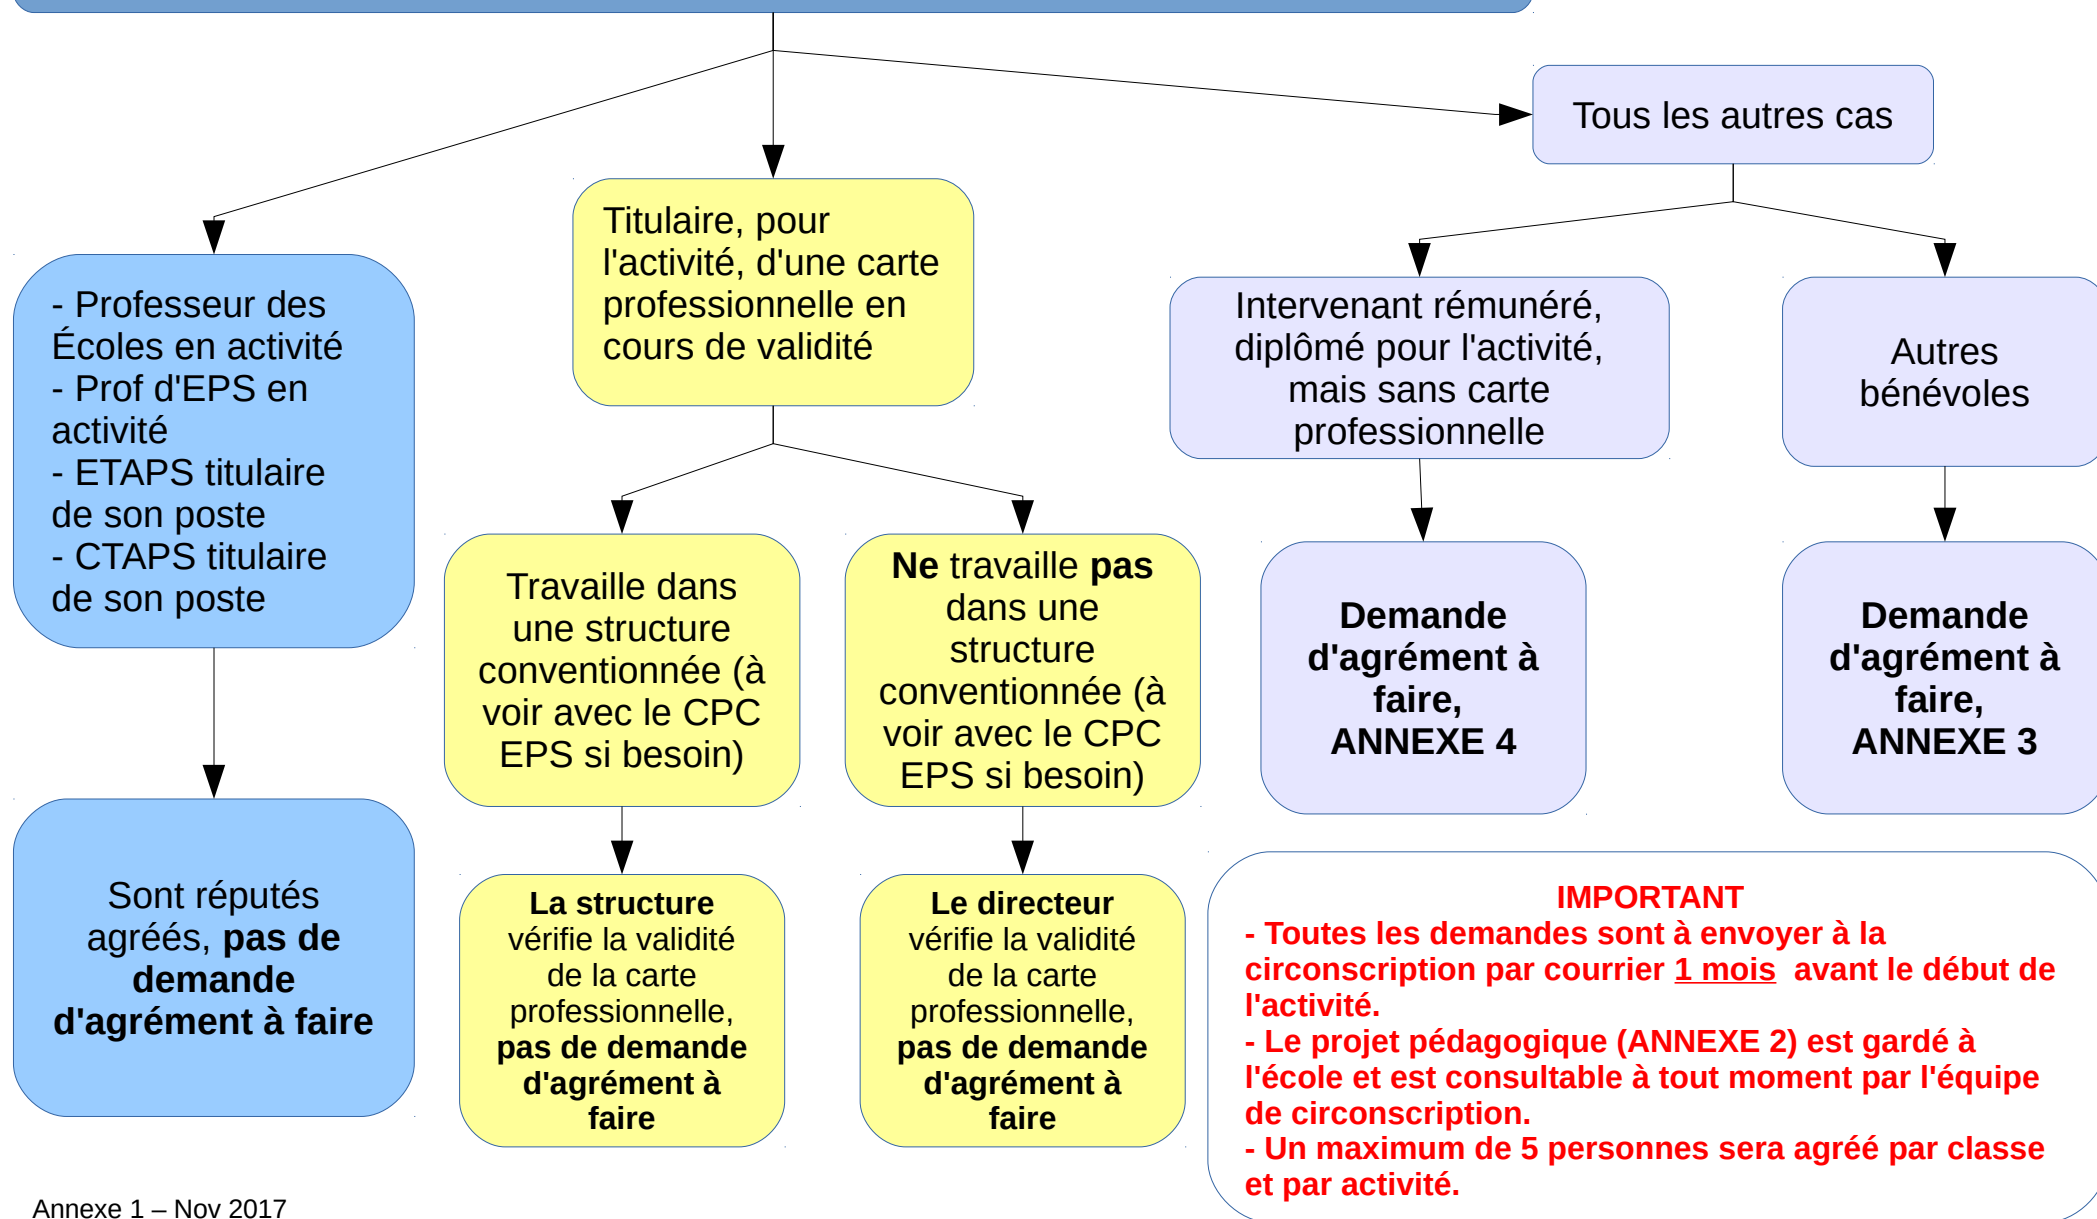 Tous les autres cas
- Professeur des
Écoles en activité
- Prof d'EPS en
activité
- ETAPS titulaire
de son poste
- CTAPS titulaire
de son poste
Titulaire, pour
l'activité, d'une carte
professionnelle en
cours de validité
Intervenant rémunéré,
diplômé pour l'activité,
mais sans carte
professionnelle
Autres
bénévoles
Travaille dans
une structure
conventionnée (à
voir avec le CPC
EPS si besoin)
Ne travaille pas
dans une
structure
conventionnée (à
voir avec le CPC
EPS si besoin)
Demande
d'agrément à
faire,
ANNEXE 4
Demande
d'agrément à
faire,
ANNEXE 3
Sont réputés
agréés, pas de
demande
d'agrément à faire
La structure
vérifie la validité
de la carte
professionnelle,
pas de demande
d'agrément à
faire
Le directeur
vérifie la validité
de la carte
professionnelle,
pas de demande
d'agrément à
faire
IMPORTANT
- Toutes les demandes sont à envoyer à la
circonscription par courrier 1 mois avant le début de
l'activité.
- Le projet pédagogique (ANNEXE 2) est gardé à
l'école et est consultable à tout moment par l'équipe
de circonscription.
- Un maximum de 5 personnes sera agréé par classe
et par activité.
Annexe 1 – Nov 2017